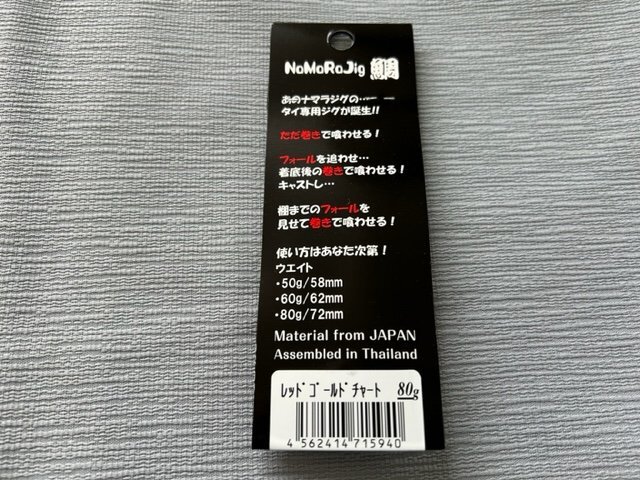 NaMaRaJig 鯛
あのナマラジグの…ー ー
タイ専用ジグが誕生!!
ただ巻きで喰わせる！
フォールを追わせ…
着底後の巻きで喰わせる！
キャストし…
棚までのフォールを
見せて巻きで喰わせる！
使い方はあなた次第！
ウエイト
・50g/58mm
・60g/62mm
・80g/72mm
Material from JAPAN
Assembled in Thailand
ﾚｯﾄﾞｺﾞｰﾙﾄﾞﾁｬｰﾄ 80g
4 562414 715940